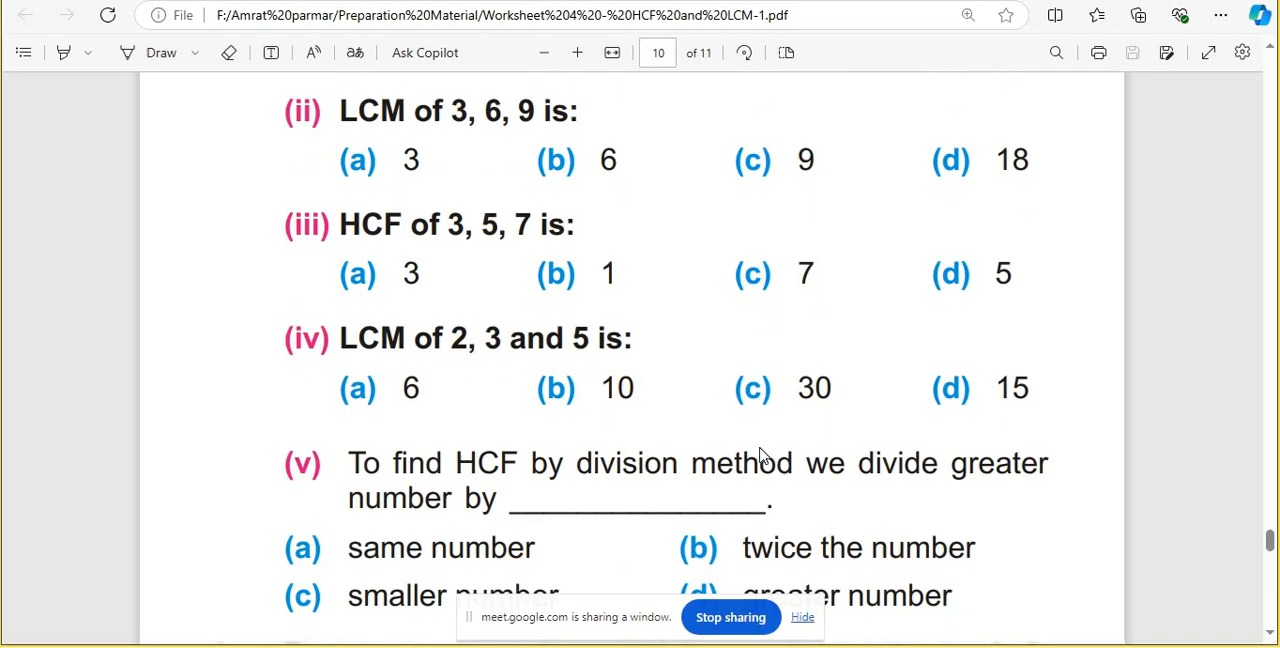 File F:/Amrat%20parmar/Preparation%20Material/Worksheet%204%20-%20HCF%20and%20LCM-1.pdf
Draw aあ Ask Copilot 10 of 11
(ii) LCM of 3, 6, 9 is:
(a) 3 (b) 6 (c) 9 (d) 18
(iii) HCF of 3, 5, 7 is:
(a) 3 (b) 1 (c) 7 (d) 5
(iv) LCM of 2, 3 and 5 is:
(a) 6 (b) 10 (c) 30 (d) 15
(v) To find HCF by division method we divide greater
number by _______________.
(a) same number (b) twice the number
(c) smaller number (d) greater number
meet.google.com is sharing a window. Stop sharing Hide